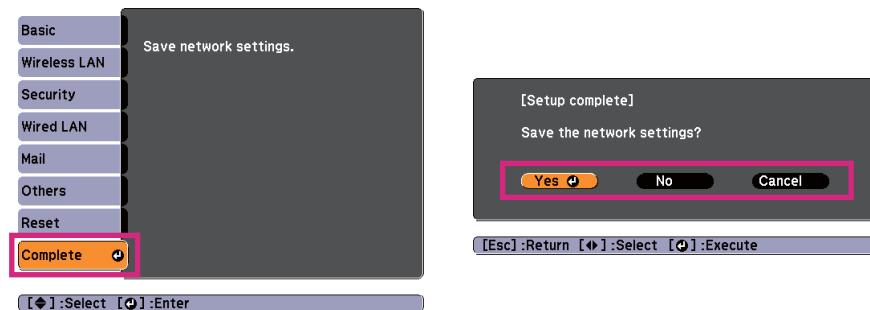 Basic
Wireless LAN
Security
Wired LAN
Mail
Others
Reset
Complete
Save network settings.
[◆] :Select [⏎] :Enter
[Setup complete]
Save the network settings?
Yes No Cancel
[Esc] :Return [◀▶] :Select [⏎] :Execute